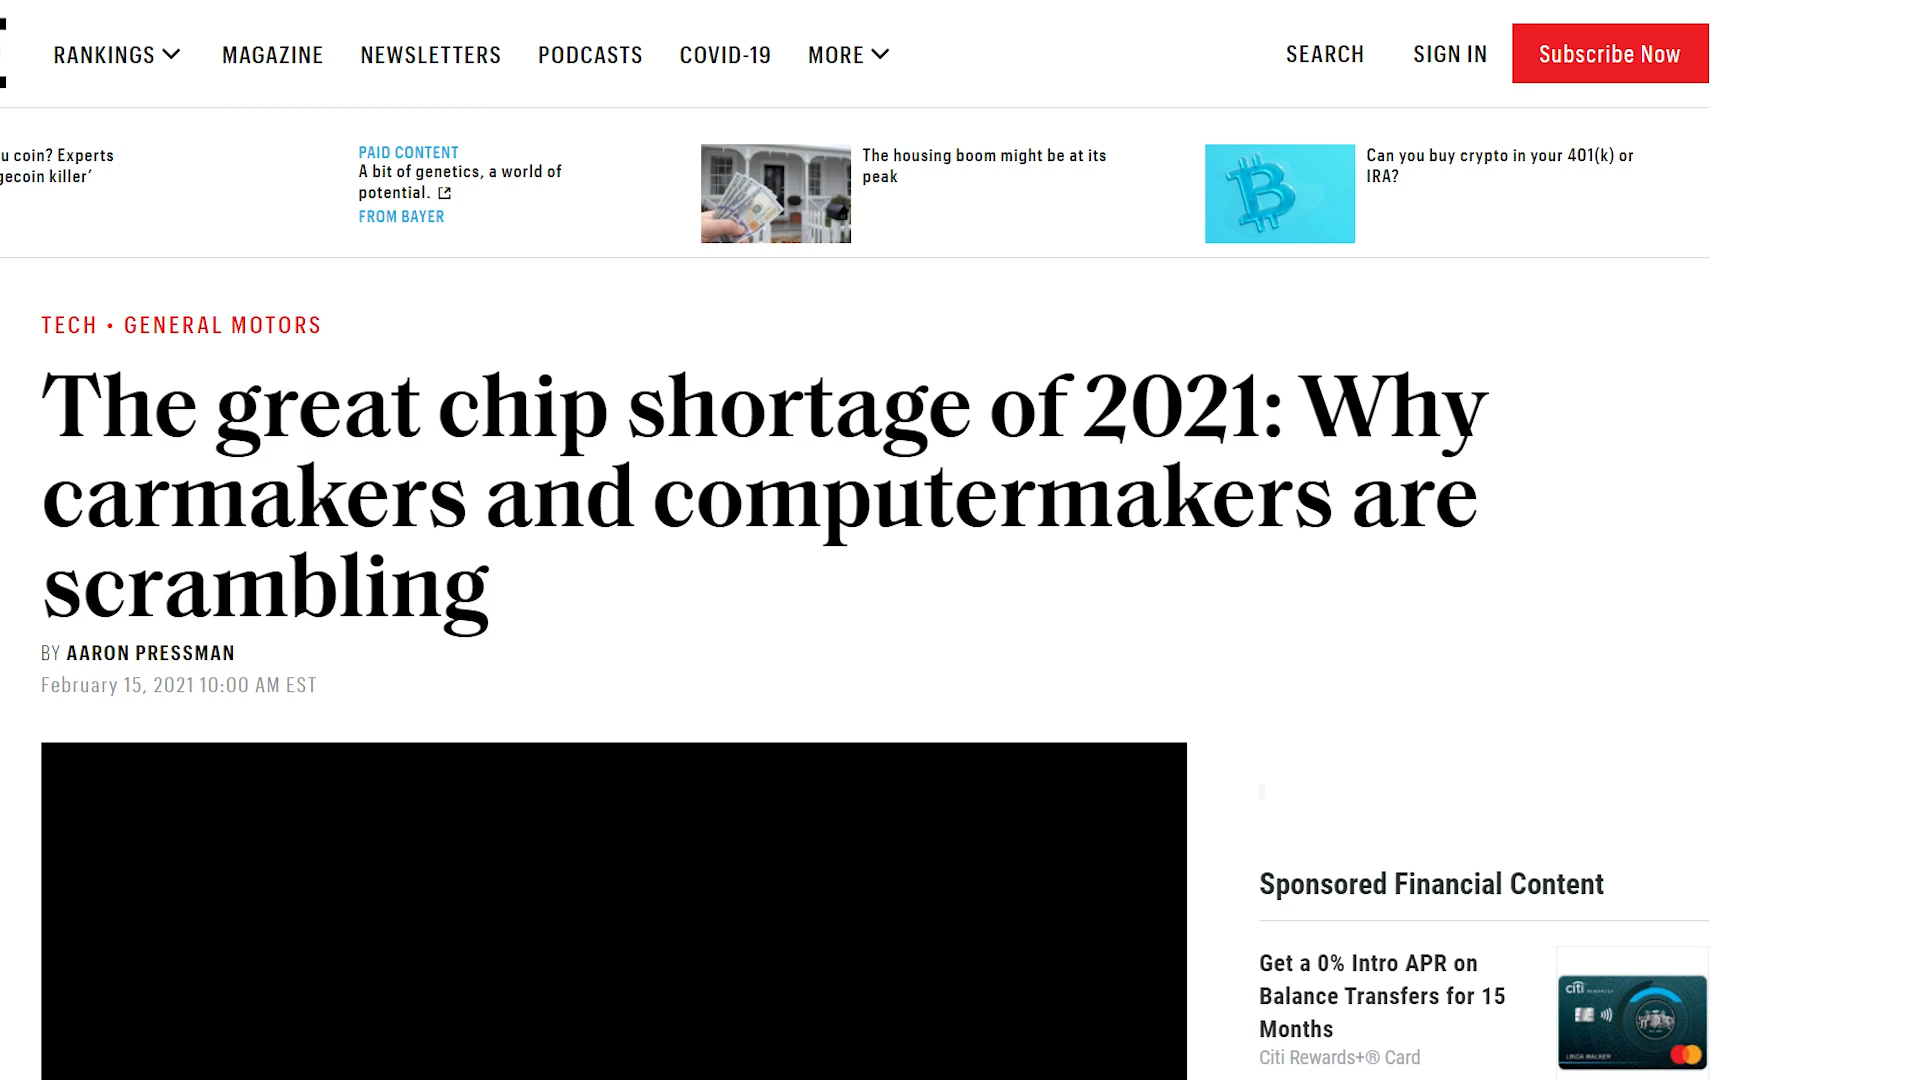 RANKINGS MAGAZINE NEWSLETTERS PODCASTS COVID-19 MORE SEARCH SIGN IN Subscribe Now
u coin? Experts
gecoin killer’
PAID CONTENT
A bit of genetics, a world of
potential.
FROM BAYER
The housing boom might be at its
peak
Can you buy crypto in your 401(k) or
IRA?
TECH • GENERAL MOTORS
The great chip shortage of 2021: Why
carmakers and computermakers are
scrambling
BY AARON PRESSMAN
February 15, 2021 10:00 AM EST
Sponsored Financial Content
Get a 0% Intro APR on
Balance Transfers for 15
Months
Citi Rewards+® Card
citi
LINDA WALKER